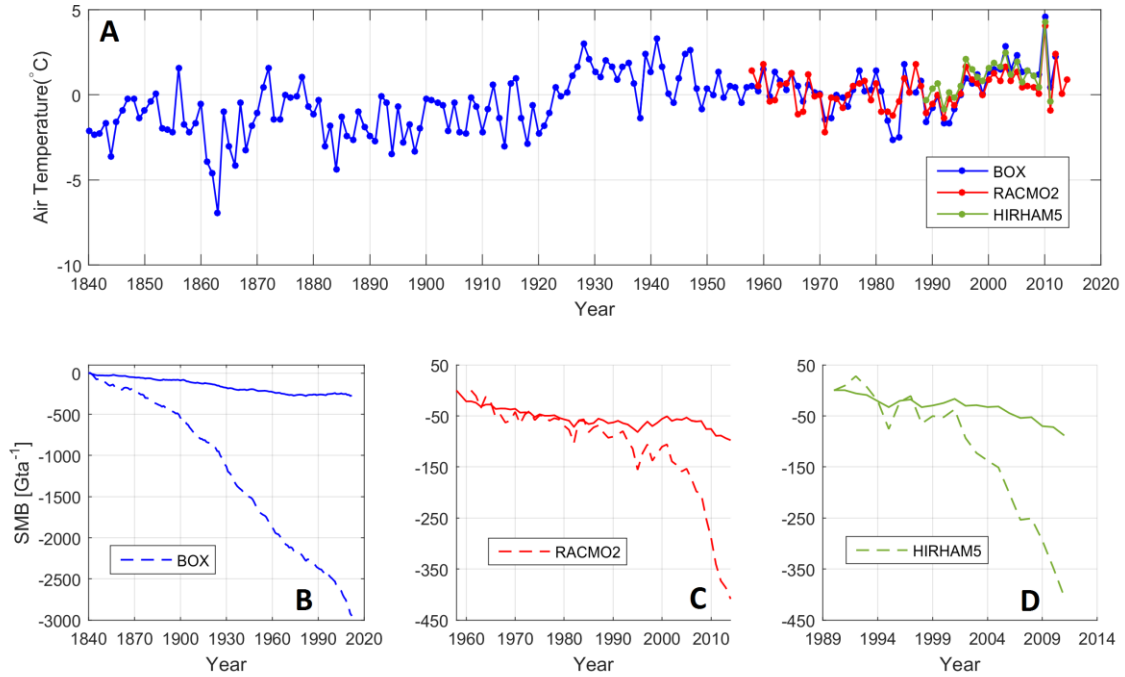 A
Air Temperature(°C)
5
0
-5
-10
1840 1850 1860 1870 1880 1890 1900 1910 1920 1930 1940 1950 1960 1970 1980 1990 2000 2010 2020
Year
BOX
RACMO2
HIRHAM5
SMB [Gta⁻¹]
0
-500
-1000
-1500
-2000
-2500
-3000
1840 1870 1900 1930 1960 1990 2020
Year
BOX
B
50
-50
-150
-250
-350
-450
1960 1970 1980 1990 2000 2010
Year
RACMO2
C
50
-50
-150
-250
-350
-450
1989 1994 1999 2004 2009 2014
Year
HIRHAM5
D